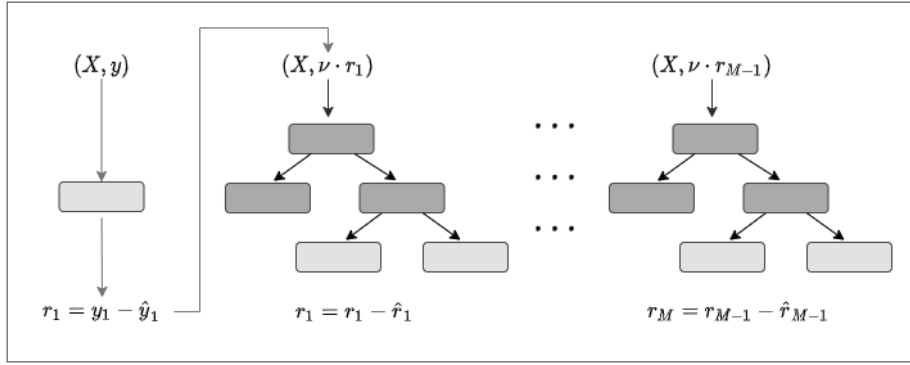 (X, y)
(X, ν · r₁)
(X, ν · r_{M−1})
· · ·
· · ·
· · ·
r₁ = y₁ − ŷ₁
r₁ = r₁ − r̂₁
r_M = r_{M−1} − r̂_{M−1}